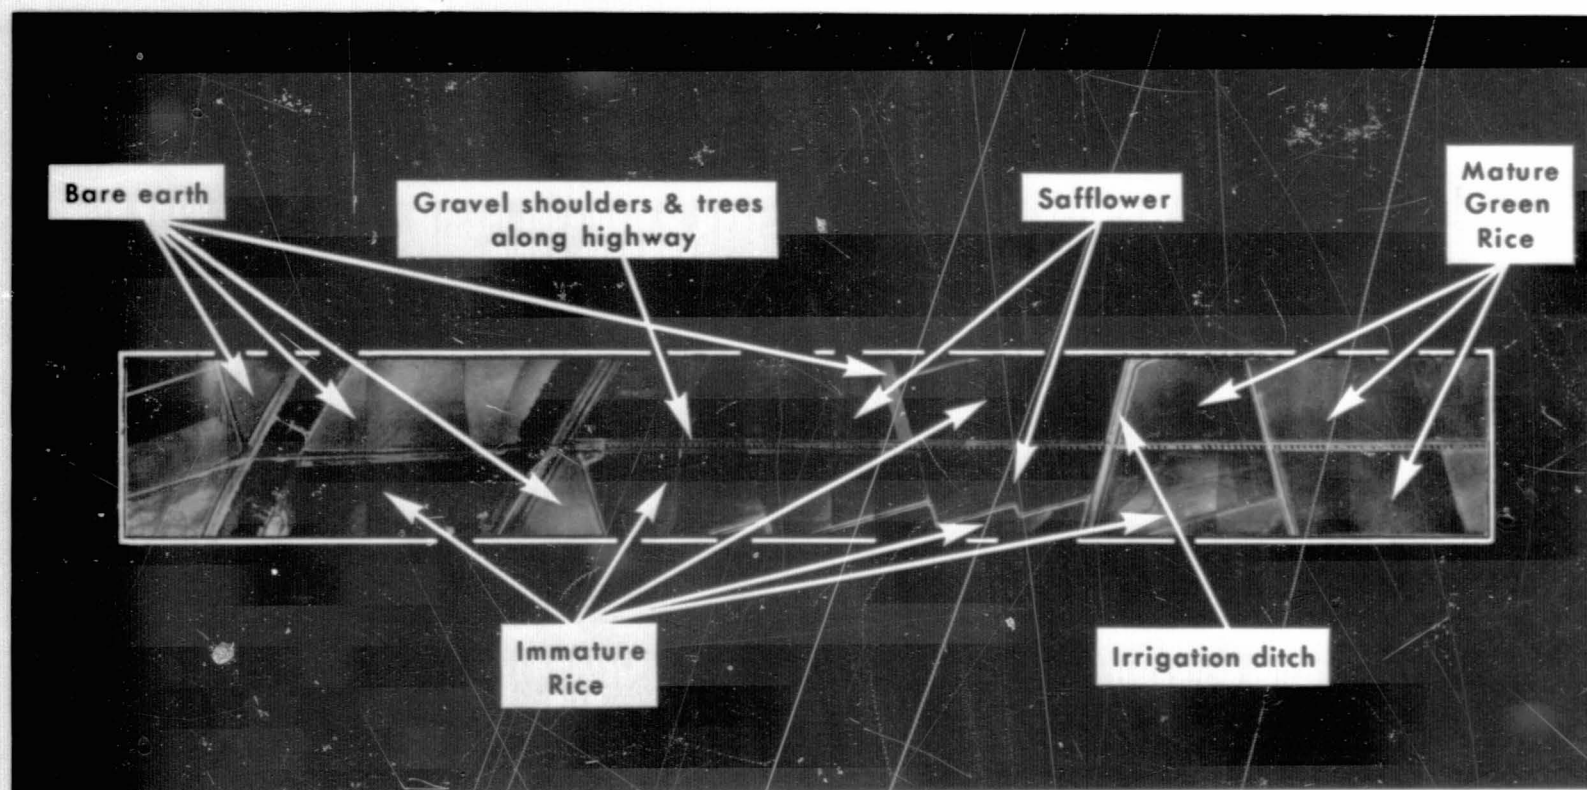 Bare earth
Gravel shoulders & trees
along highway
Safflower
Mature
Green
Rice
Immature
Rice
Irrigation ditch